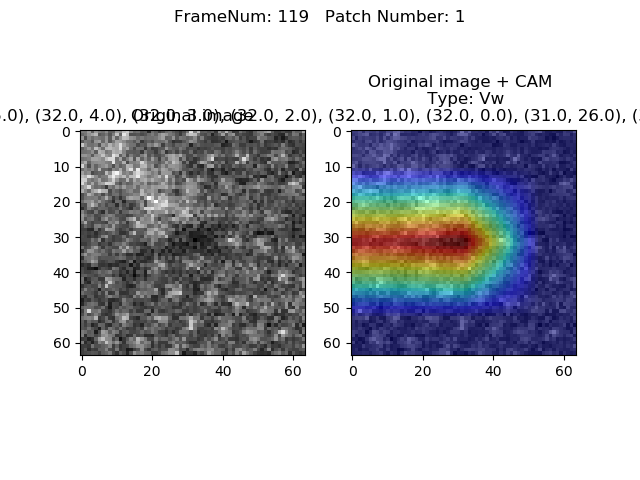 FrameNum: 119 Patch Number: 1
Original image + CAM
Type: Vw
.0), (32.0, 4.0), (32.0, 3.0), (32.0, 2.0), (32.0, 1.0), (32.0, 0.0), (31.0, 26.0), (3
Original image
0
10
20
30
40
50
60
0 20 40 60
0
10
20
30
40
50
60
0 20 40 60